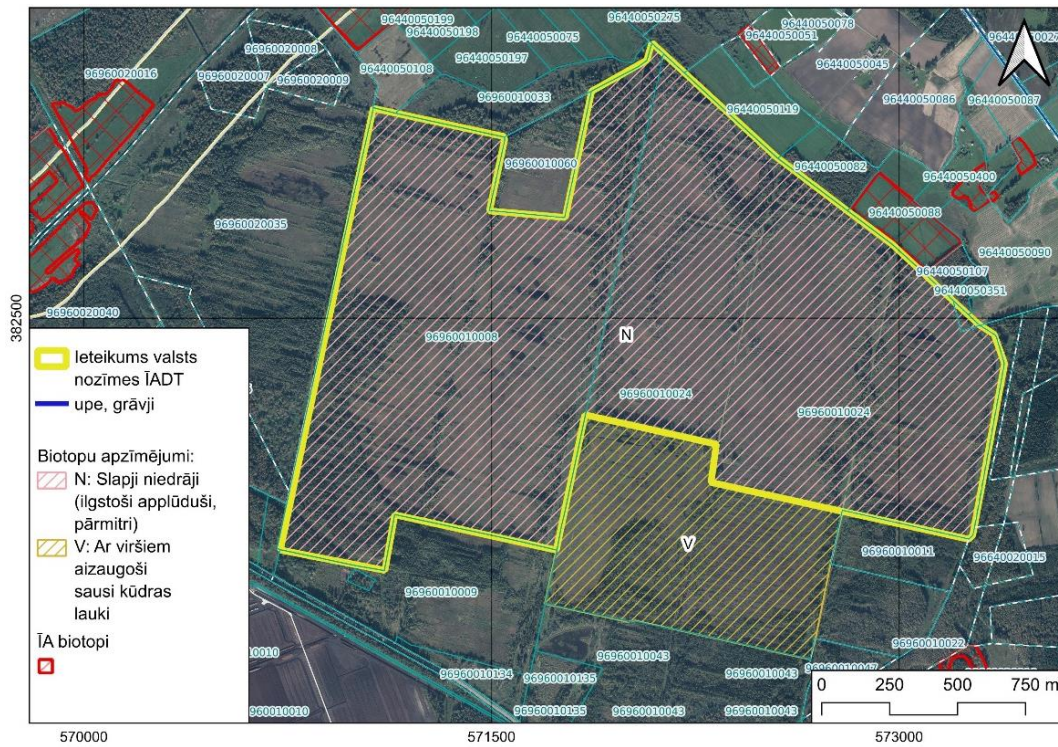 96440050199
96440050198
96440050275
96440050078
96440050051
96440050075
96960020008
96440050045
96960020016
96960020007
96960020009
96440050108
96440050197
96440050086
96440050087
96960010033
96440050119
96960010060
96440050082
96440050400
96960020035
96440050088
96440050090
96440050107
96440050351
382500
96960020040
96960010008
N
96960010024
96960010024
Ieteikums valsts
nozīmes ĪADT
upe, grāvji
Biotopu apzīmējumi:
N: Slapji niedrāji
(ilgstoši applūduši,
pārmitri)
V: Ar viršiem
aizaugoši
sausi kūdras
lauki
ĪA biotopi
V
96960010011
96640020015
96960010009
96960010022
96960010043
96960010043
96960010047
96960010134
96960010135
96960010135
96960010043
96960010043
0 250 500 750 m
570000 571500 573000